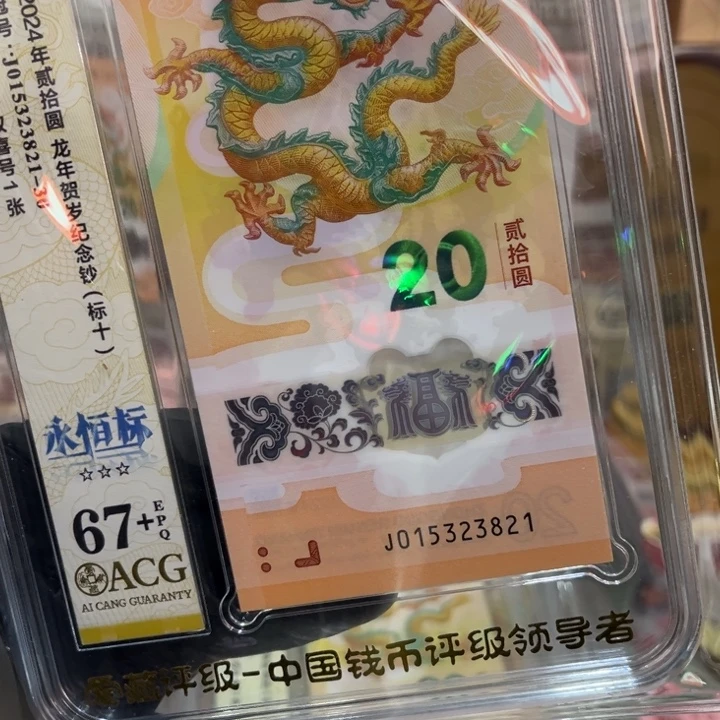 2024年贰拾圆 龙年贺岁纪念钞(标十)
号:J015323821-30
号1张
永恒标
☆☆☆
67+EPQ
ACG
AI CANG GUARANTY
20
贰拾圆
福
J015323821
评级-中国钱币评级领导者